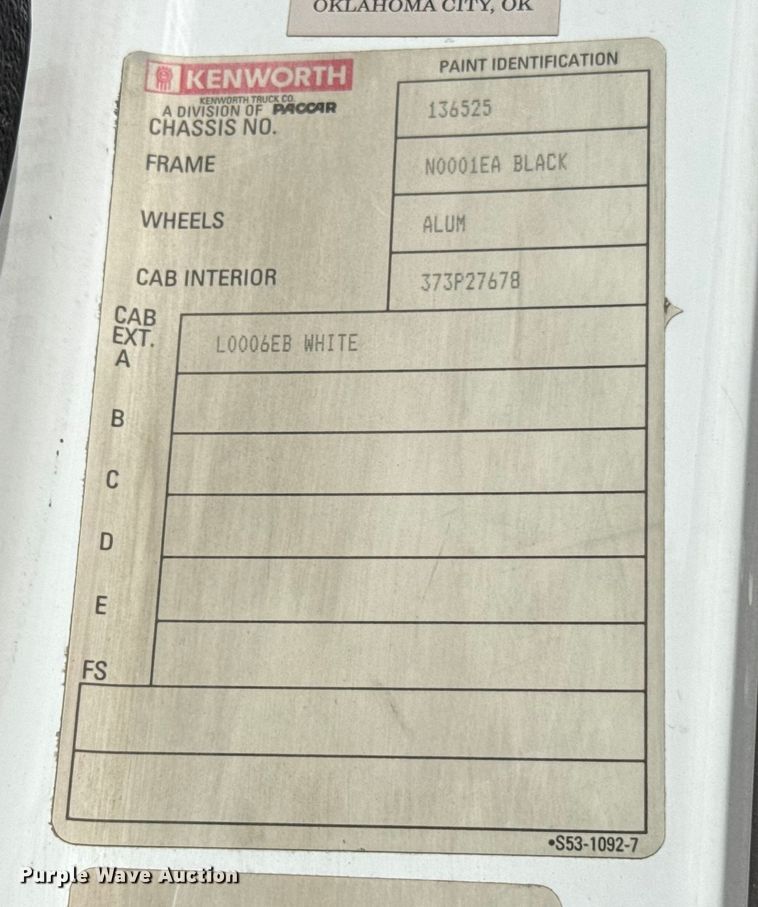 OKLAHOMA CITY, OK
KENWORTH
KENWORTH TRUCK CO.
A DIVISION OF PACCAR
PAINT IDENTIFICATION
CHASSIS NO. 136525
FRAME N0001EA BLACK
WHEELS ALUM
CAB INTERIOR 373P27678
CAB
EXT.
A L0006EB WHITE
B
C
D
E
FS
•S53-1092-7
Purple Wave Auction